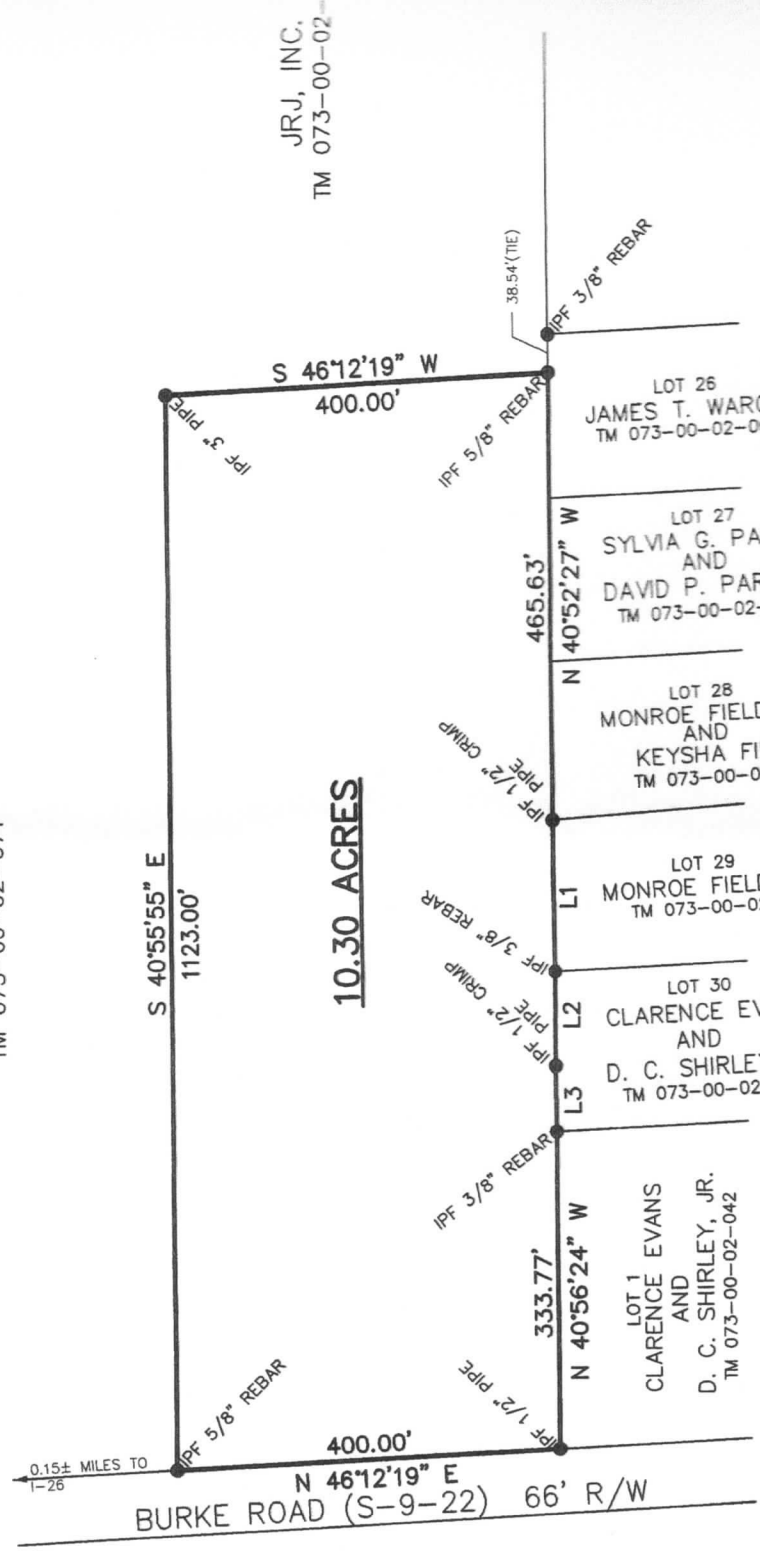 JRJ, INC.
TM 073-00-02-
38.54'(TIE)
IPF 3/8" REBAR
S 46°12'19" W
400.00'
IPF 3" PIPE
IPF 5/8" REBAR
LOT 26
JAMES T. WARD
TM 073-00-02-0
465.63'
N 40°52'27" W
LOT 27
SYLVIA G. PA
AND
DAVID P. PAR
TM 073-00-02-
LOT 28
MONROE FIELD
AND
KEYSHA FI
TM 073-00-0
IPF 1/2" CRIMP
PIPE
S 40°55'55" E
1123.00'
10.30 ACRES
L1
LOT 29
MONROE FIELD
TM 073-00-0
IPF 3/8" REBAR
L2
IPF 1/2" CRIMP
PIPE
LOT 30
CLARENCE EV
AND
D. C. SHIRLE
TM 073-00-02
L3
IPF 3/8" REBAR
333.77'
N 40°56'24" W
LOT 1
CLARENCE EVANS
AND
D. C. SHIRLEY, JR.
TM 073-00-02-042
IPF 5/8" REBAR
IPF 1/2" PIPE
0.15± MILES TO
I-26
400.00'
N 46°12'19" E
BURKE ROAD (S-9-22) 66' R/W